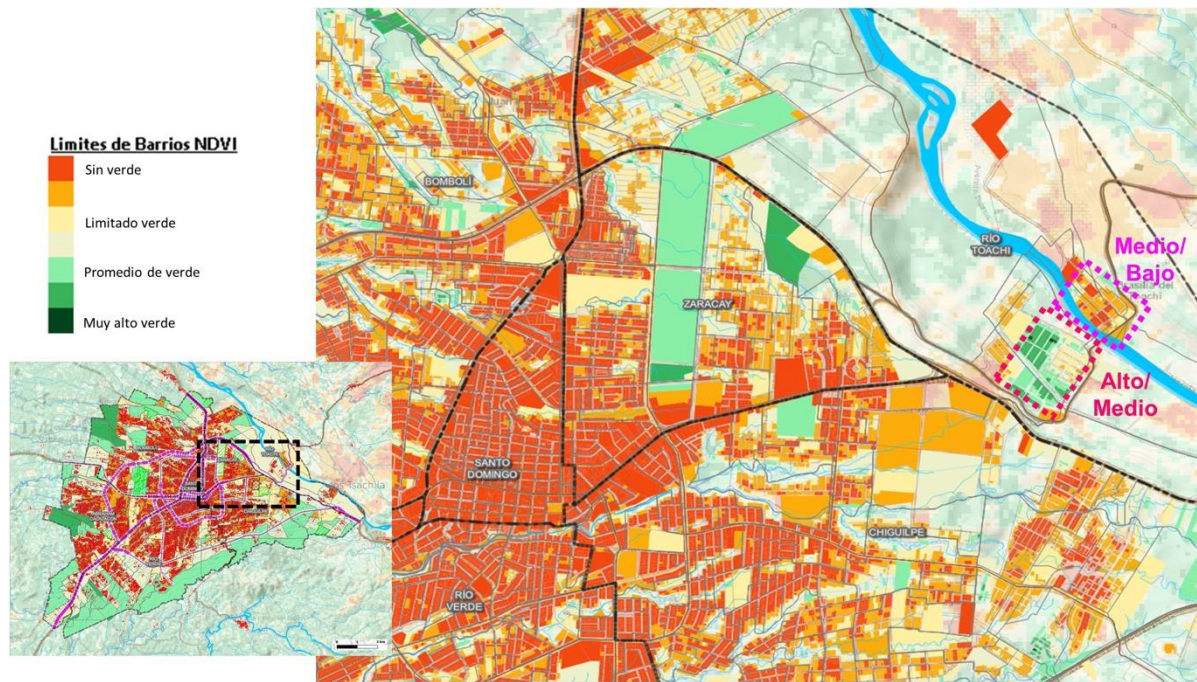 Limites de Barrios NDVI
Sin verde
Limitado verde
Promedio de verde
Muy alto verde
BOMBOLÍ
ZARACAY
RÍO
TOACHI
Medio/
Bajo
Alto/
Medio
SANTO
DOMINGO
CHIGUILPE
RÍO
VERDE